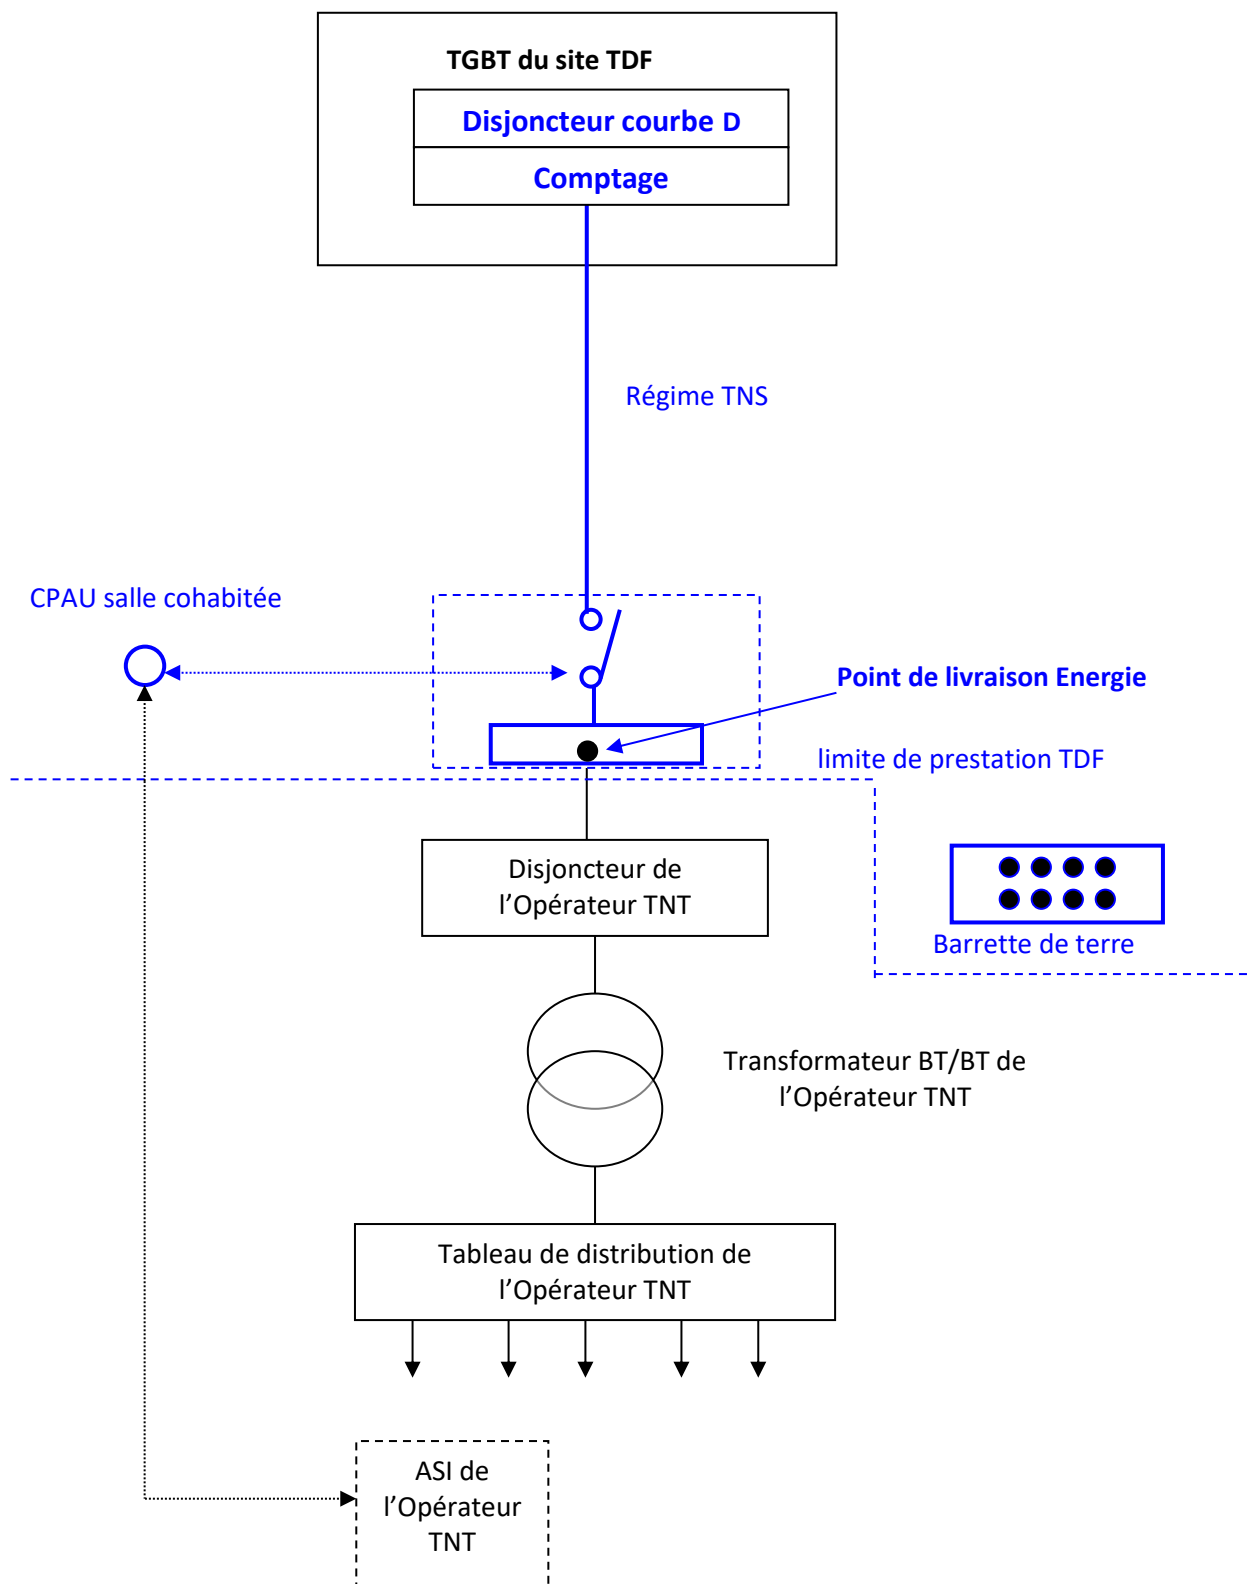 TGBT du site TDF
Disjoncteur courbe D
Comptage
Régime TNS
CPAU salle cohabitée
Point de livraison Energie
limite de prestation TDF
Disjoncteur de
l’Opérateur TNT
Barrette de terre
Transformateur BT/BT de
l’Opérateur TNT
Tableau de distribution de
l’Opérateur TNT
ASI de
l’Opérateur
TNT